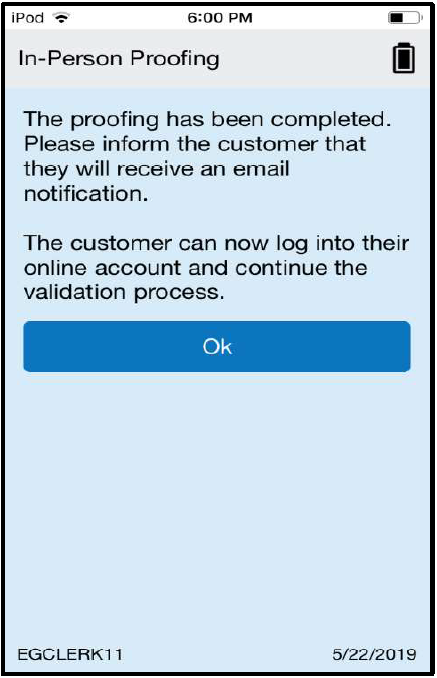 iPod 6:00 PM
In-Person Proofing
The proofing has been completed.
Please inform the customer that
they will receive an email
notification.
The customer can now log into their
online account and continue the
validation process.
Ok
EGCLERK11 5/22/2019